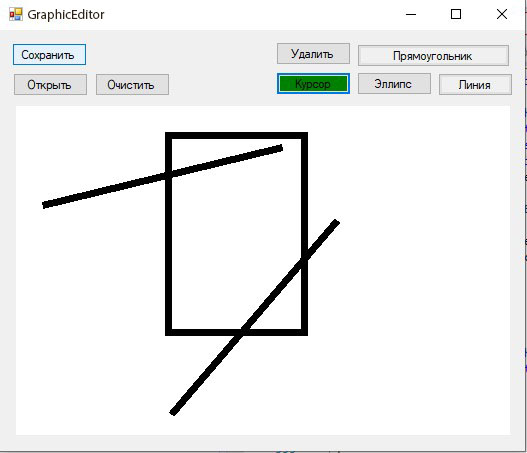 GraphicEditor
Сохранить Удалить Прямоугольник
Открыть Очистить Курсор Эллипс Линия